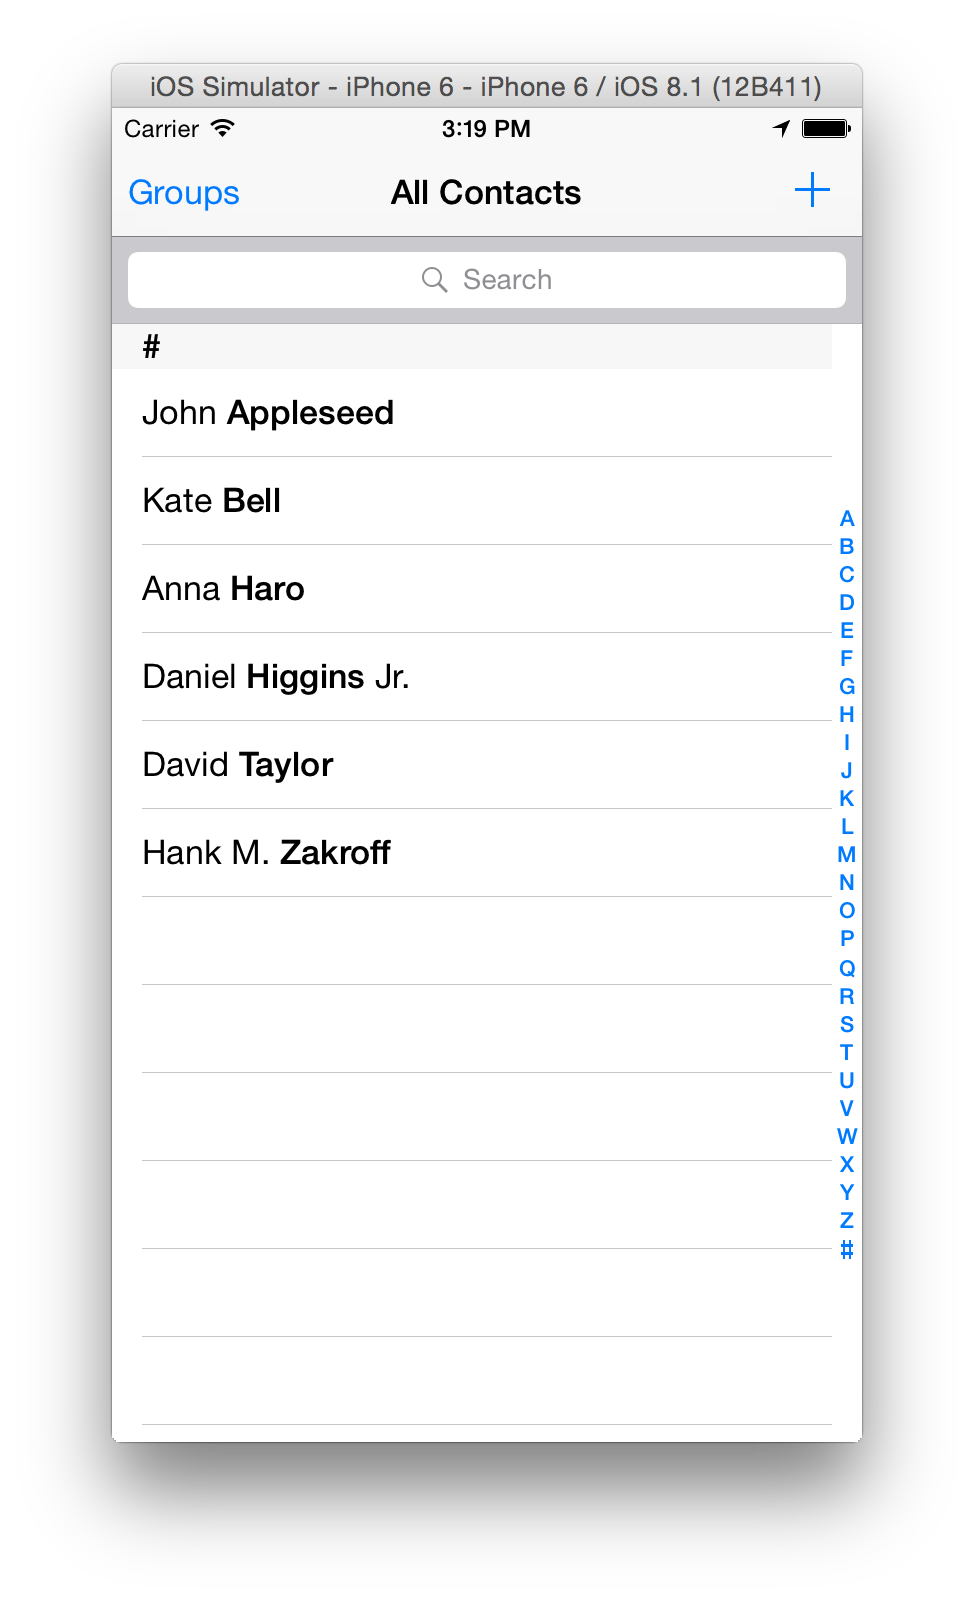 iOS Simulator - iPhone 6 - iPhone 6 / iOS 8.1 (12B411)
Carrier 3:19 PM
Groups All Contacts +
Search
#
John Appleseed
Kate Bell
Anna Haro
Daniel Higgins Jr.
David Taylor
Hank M. Zakroff
A
B
C
D
E
F
G
H
I
J
K
L
M
N
O
P
Q
R
S
T
U
V
W
X
Y
Z
#